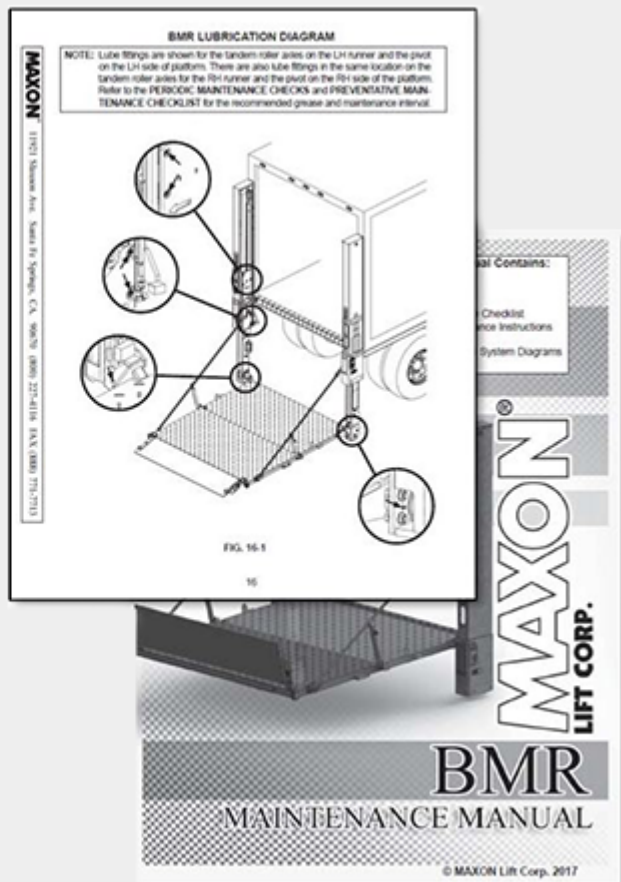 BMR LUBRICATION DIAGRAM
NOTE: Lube fittings are shown for the tandem roller axles on the LH runner and the pivot
on the LH side of platform. There are also lube fittings in the same location on the
tandem roller axles for the RH runner and the pivot on the RH side of the platform.
Refer to the PERIODIC MAINTENANCE CHECKS and PREVENTATIVE MAIN-
TENANCE CHECKLIST for the recommended grease and maintenance interval.
MAXON® 11921 Slauson Ave. Santa Fe Springs, CA. 90670 (800) 227-4116 FAX (888) 771-7713
FIG. 16-1
16
ual Contains:
Checklist
nce Instructions
System Diagrams
MAXON®
LIFT CORP.
BMR
MAINTENANCE MANUAL
© MAXON Lift Corp. 2017